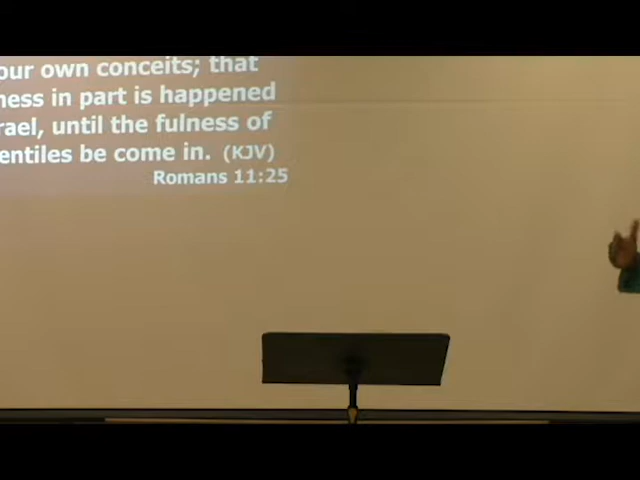 our own conceits; that
ness in part is happened
rael, until the fulness of
entiles be come in. (KJV)
Romans 11:25